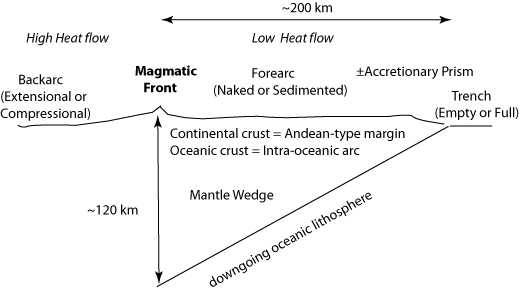 ~200 km
High Heat flow
Low Heat flow
Backarc
(Extensional or
Compressional)
Magmatic
Front
Forearc
(Naked or Sedimented)
±Accretionary Prism
Trench
(Empty or Full)
Continental crust = Andean-type margin
Oceanic crust = Intra-oceanic arc
Mantle Wedge
~120 km
downgoing oceanic lithosphere